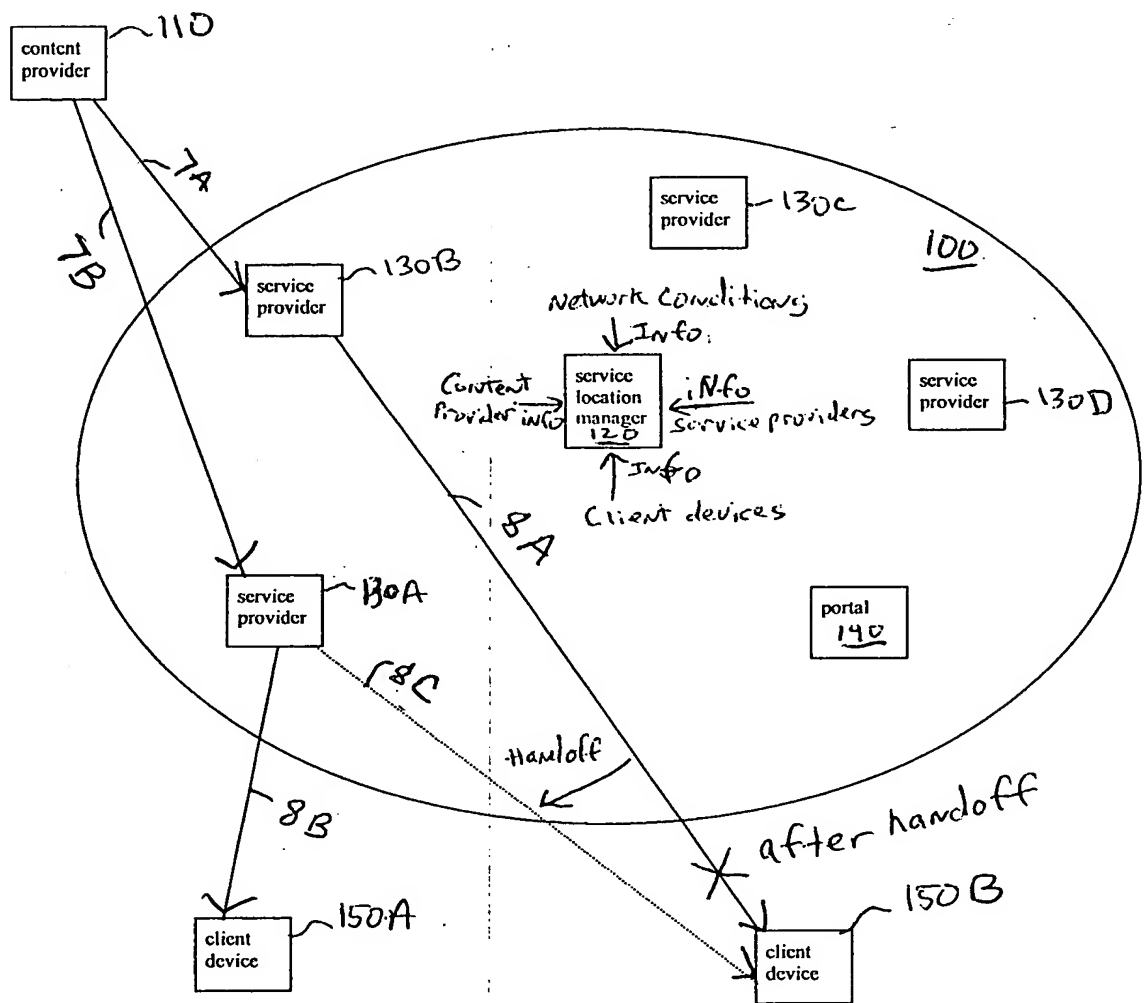 110
content
provider
7A
7B
service
provider
130C
100
130B
service
provider
Network Conditions
Info.
Content
Provider info
service
location
manager
120
iNfo
Service providers
service
provider
130D
Info
Client devices
8A
service
provider
130A
portal
140
8C
Handoff
8B
after handoff
150A
client
device
150B
client
device